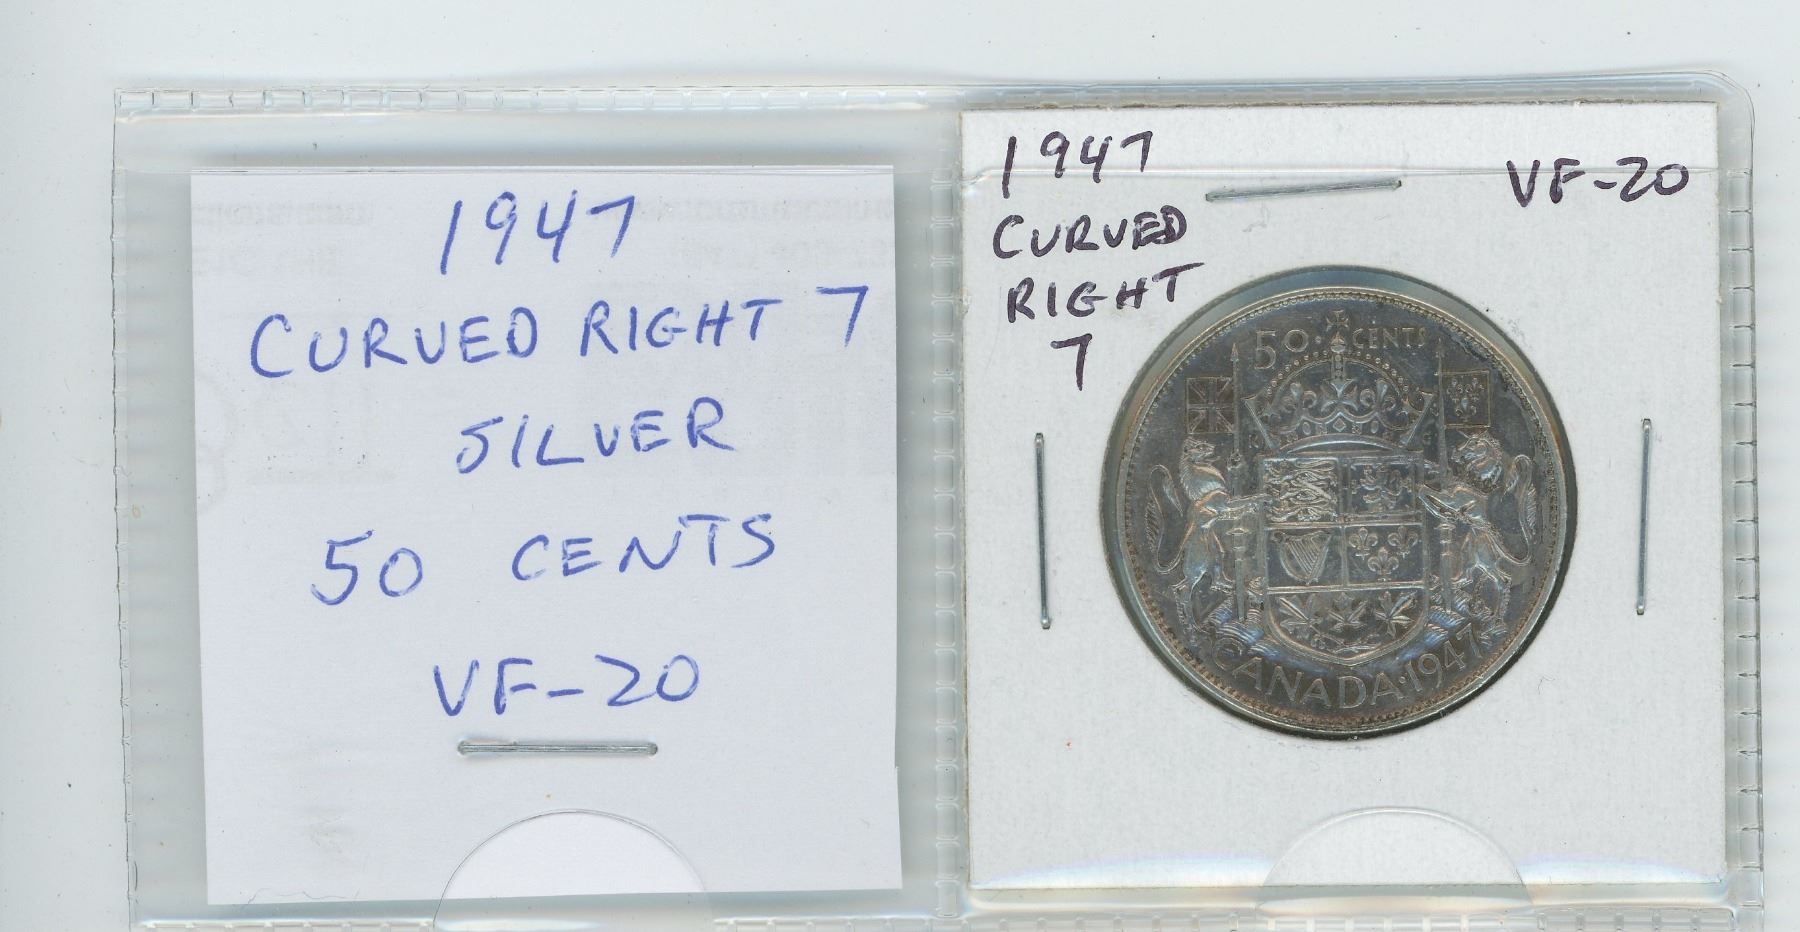 1947
CURVED RIGHT 7
SILVER
50 CENTS
VF-20
1947
CURVED
RIGHT
7
VF-20
50 CENTS
CANADA·1947